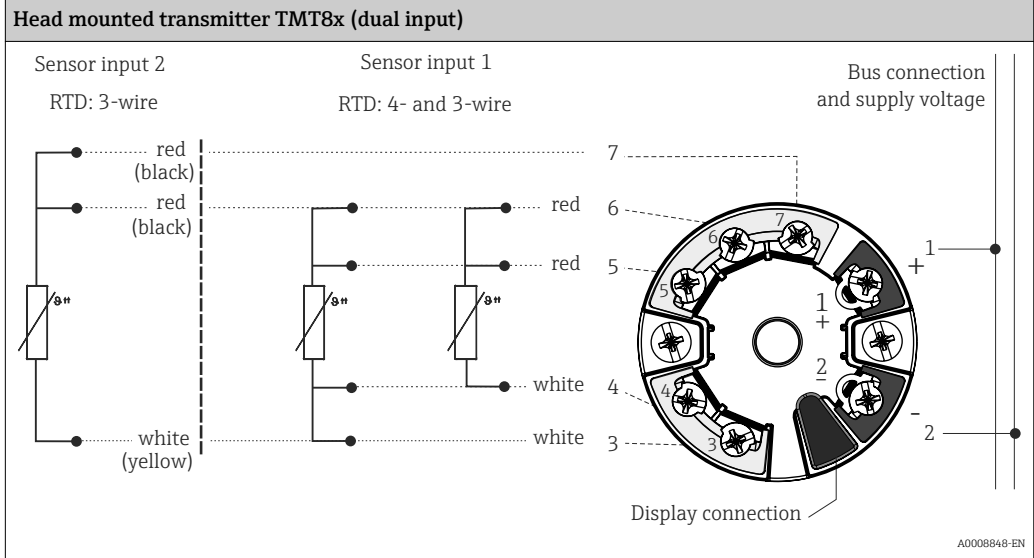 Head mounted transmitter TMT8x (dual input)
Sensor input 2
RTD: 3-wire
Sensor input 1
RTD: 4- and 3-wire
Bus connection
and supply voltage
red
(black)
7
red
(black)
red
6
red
5
white
4
white
(yellow)
white
3
7
6
5
4
3
1
+
2
-
1
+
-
2
ϑ
ϑ
ϑ
Display connection
A0008848-EN